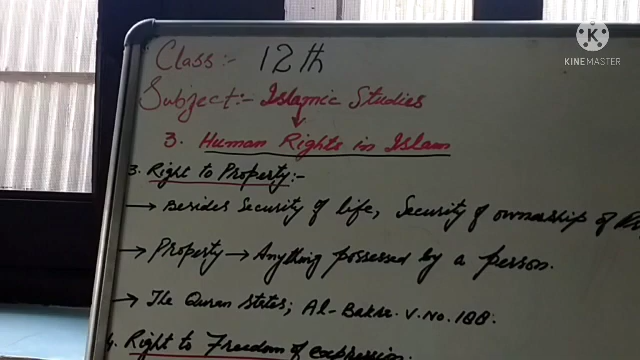 Class:- 12th
Subject:- Islamic Studies
3. Human Rights in Islam
3. Right to Property:-
→ Besides Security of life, Security of ownership of
→ Property → Anything possessed by a person.
→ The Quran states; Al-Bakra. V.No. 188.
4. Right to Freedom of expression.
K
KINEMASTER